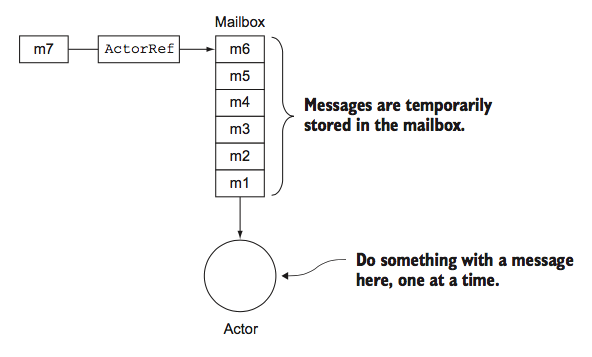 Mailbox
m7
ActorRef
m6
m5
m4
m3
m2
m1
Messages are temporarily
stored in the mailbox.
Do something with a message
here, one at a time.
Actor